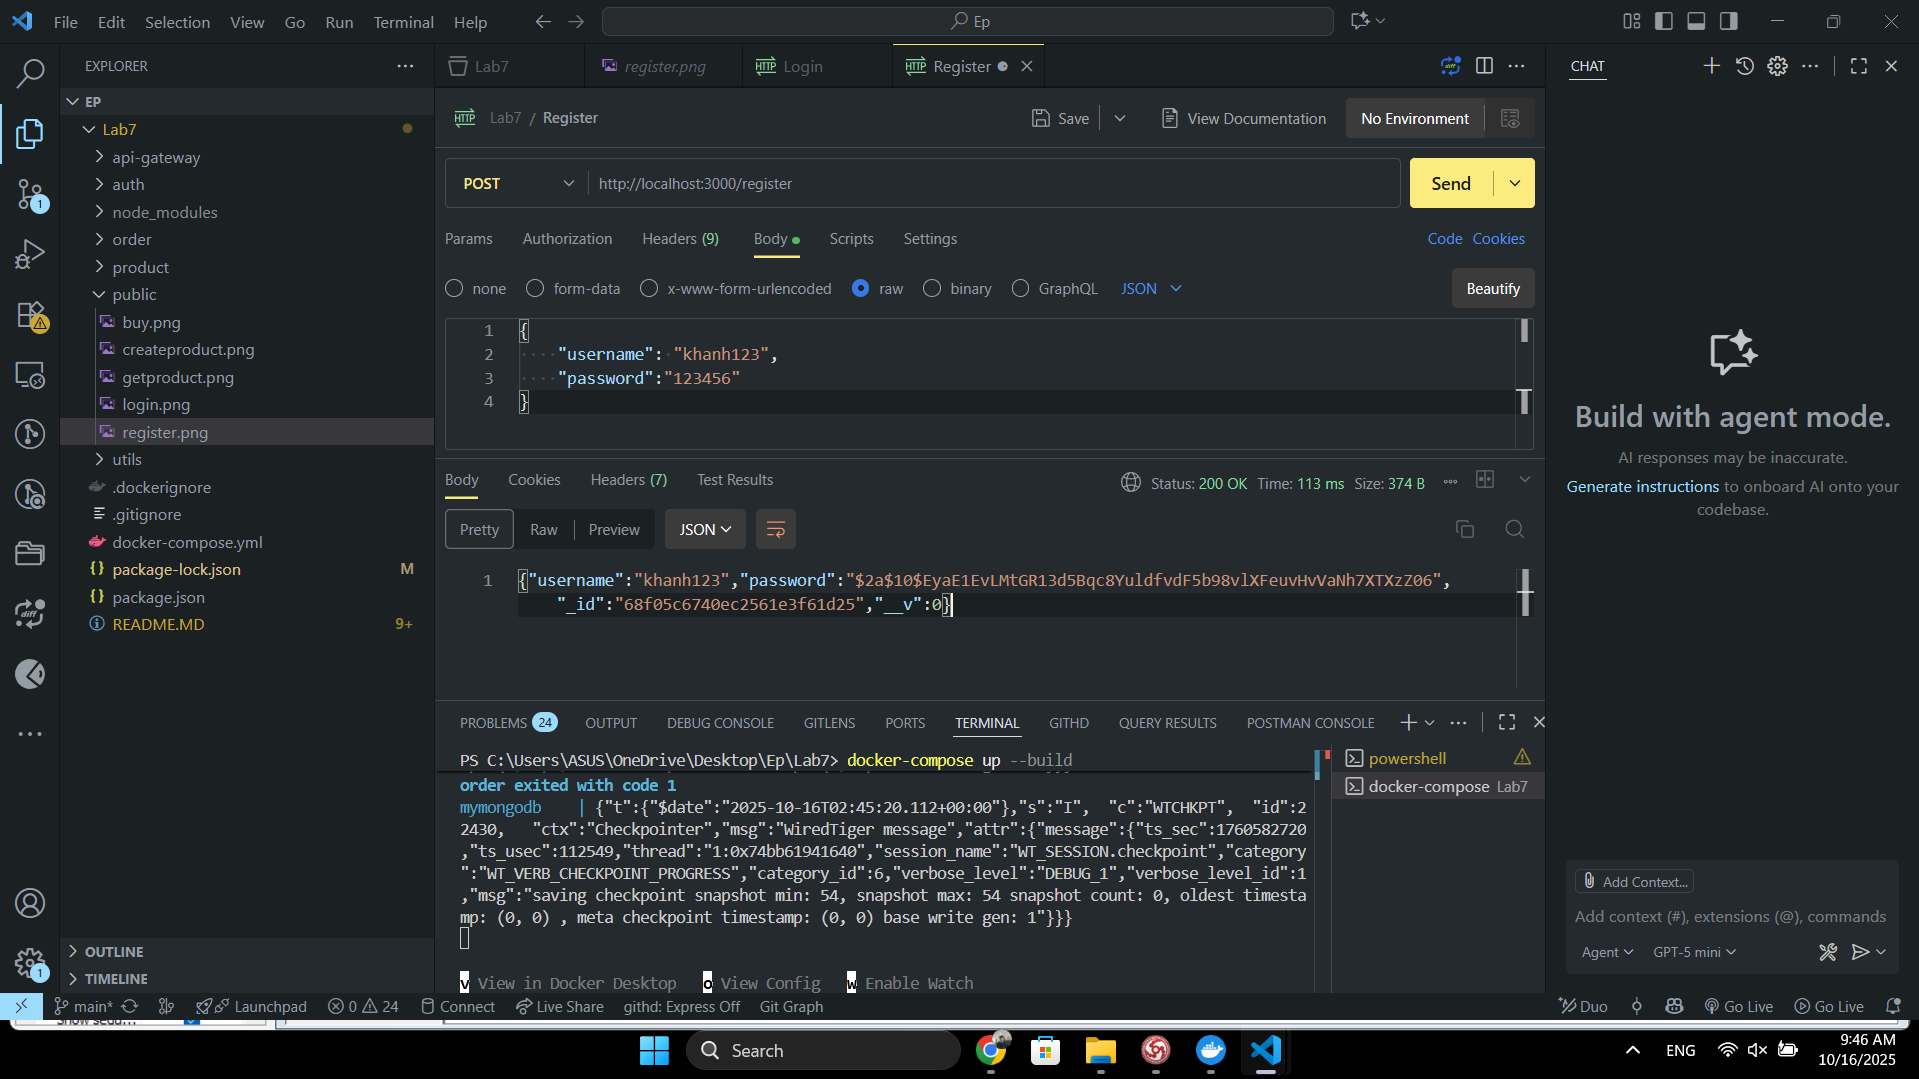 File Edit Selection View Go Run Terminal Help
Ep
EXPLORER
EP
Lab7
api-gateway
auth
node_modules
order
product
public
buy.png
createproduct.png
getproduct.png
login.png
register.png
utils
.dockerignore
.gitignore
docker-compose.yml
package-lock.json M
package.json
README.MD 9+
OUTLINE
TIMELINE
1
1
Lab7 register.png HTTP Login HTTP Register
HTTP Lab7 / Register Save View Documentation No Environment
POST http://localhost:3000/register Send
Params Authorization Headers (9) Body Scripts Settings Code Cookies
none form-data x-www-form-urlencoded raw binary GraphQL JSON Beautify
1 {
2 "username": "khanh123",
3 "password":"123456"
4 }
Body Cookies Headers (7) Test Results Status: 200 OK Time: 113 ms Size: 374 B
Pretty Raw Preview JSON
1 {"username":"khanh123","password":"$2a$10$EyaE1EvLMtGR13d5Bqc8YuldfvdF5b98vlXFeuvHvVaNh7XTXzZ06",
"_id":"68f05c6740ec2561e3f61d25","__v":0}
PROBLEMS 24 OUTPUT DEBUG CONSOLE GITLENS PORTS TERMINAL GITHD QUERY RESULTS POSTMAN CONSOLE
PS C:\Users\ASUS\OneDrive\Desktop\Ep\Lab7> docker-compose up --build
order exited with code 1
mymongodb | {"t":{"$date":"2025-10-16T02:45:20.112+00:00"},"s":"I", "c":"WTCHKPT", "id":2
2430, "ctx":"Checkpointer","msg":"WiredTiger message","attr":{"message":{"ts_sec":1760582720
,"ts_usec":112549,"thread":"1:0x74bb61941640","session_name":"WT_SESSION.checkpoint","category
":"WT_VERB_CHECKPOINT_PROGRESS","category_id":6,"verbose_level":"DEBUG_1","verbose_level_id":1
,"msg":"saving checkpoint snapshot min: 54, snapshot max: 54 snapshot count: 0, oldest timesta
mp: (0, 0) , meta checkpoint timestamp: (0, 0) base write gen: 1"}}}
v View in Docker Desktop o View Config w Enable Watch
powershell
docker-compose Lab7
CHAT
Build with agent mode.
AI responses may be inaccurate.
Generate instructions to onboard AI onto your
codebase.
Add Context...
Add context (#), extensions (@), commands
Agent GPT-5 mini
main* Launchpad 0 24 Connect Live Share githd: Express Off Git Graph Duo Go Live Go Live
Search
ENG
9:46 AM
10/16/2025